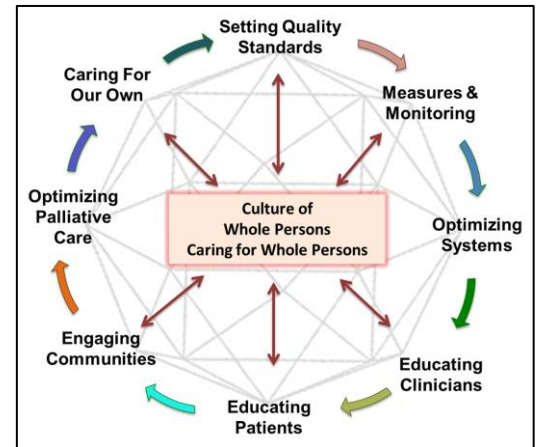 Setting Quality
Standards
Measures &
Monitoring
Optimizing
Systems
Educating
Clinicians
Educating
Patients
Engaging
Communities
Optimizing
Palliative
Care
Caring For
Our Own
Culture of
Whole Persons
Caring for Whole Persons